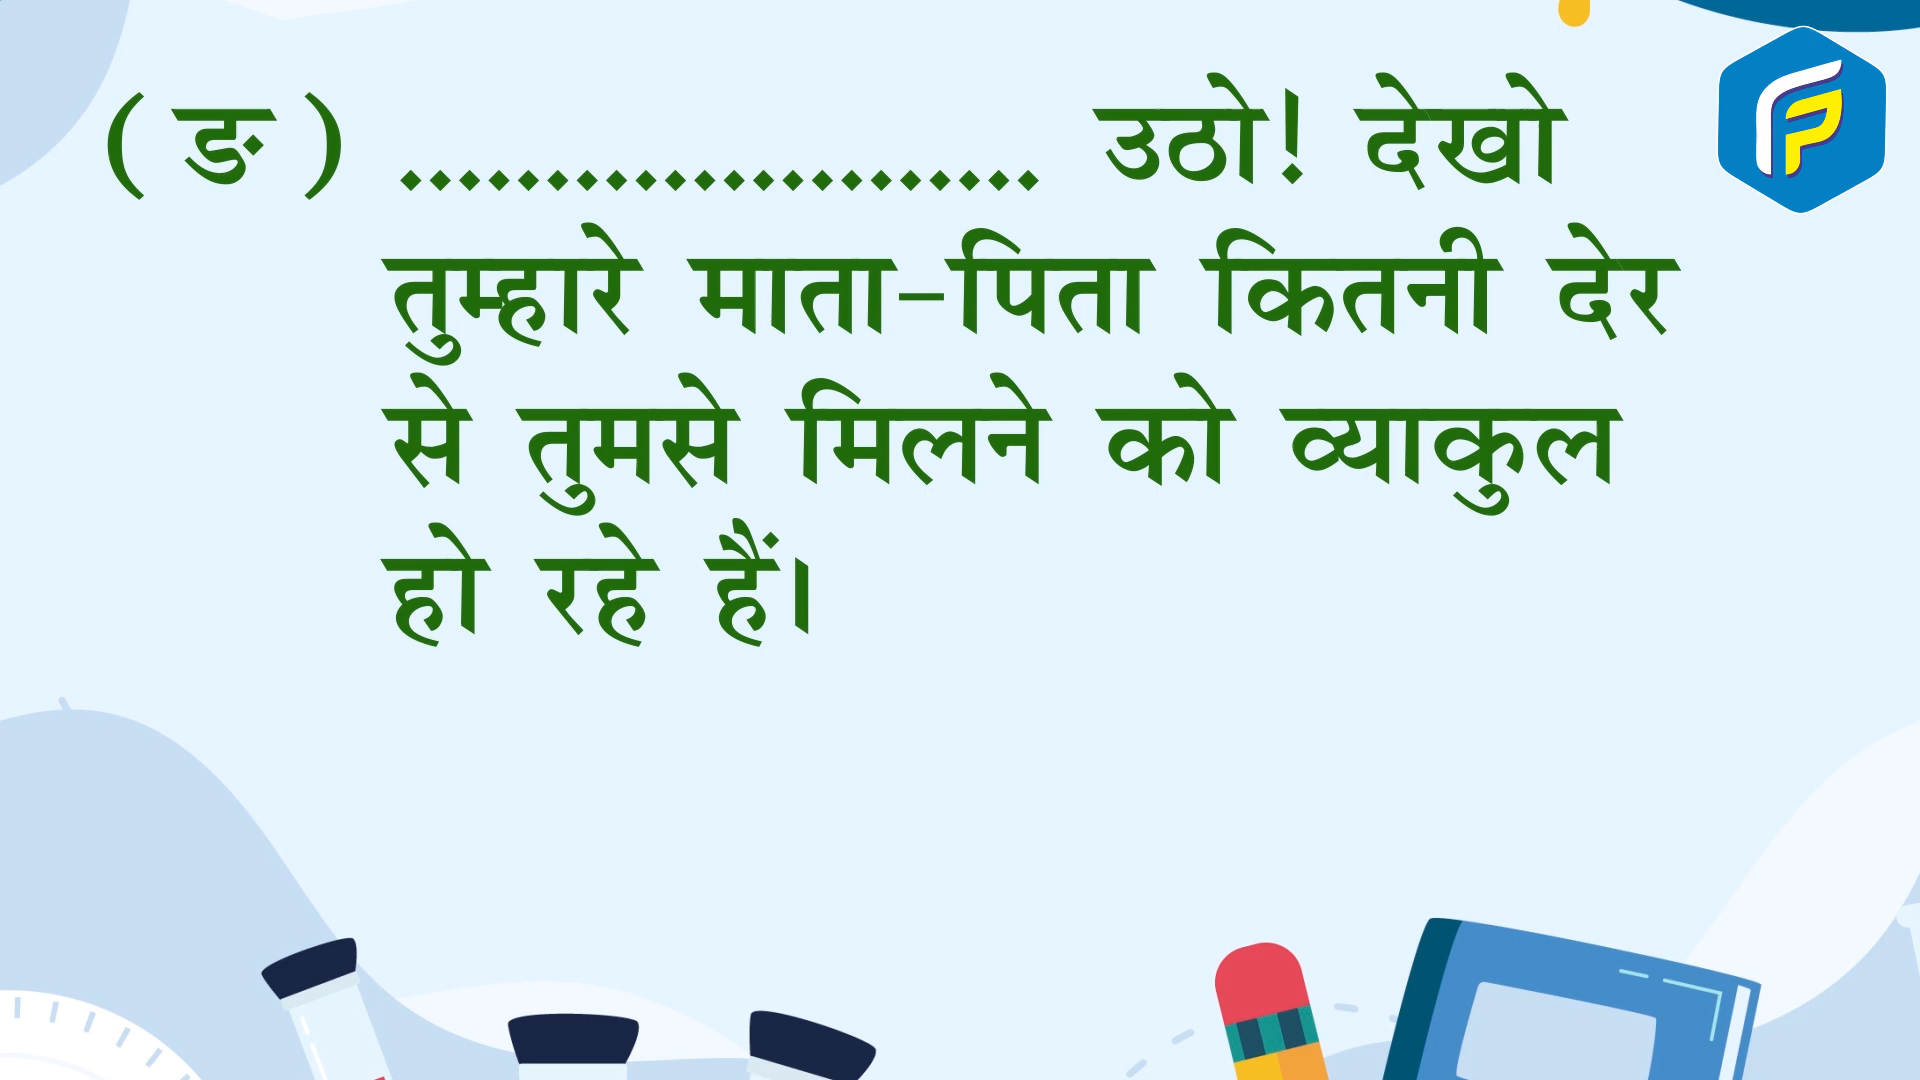 (ङ) ...................... उठो! देखो
तुम्हारे माता-पिता कितनी देर
से तुमसे मिलने को व्याकुल
हो रहे हैं।